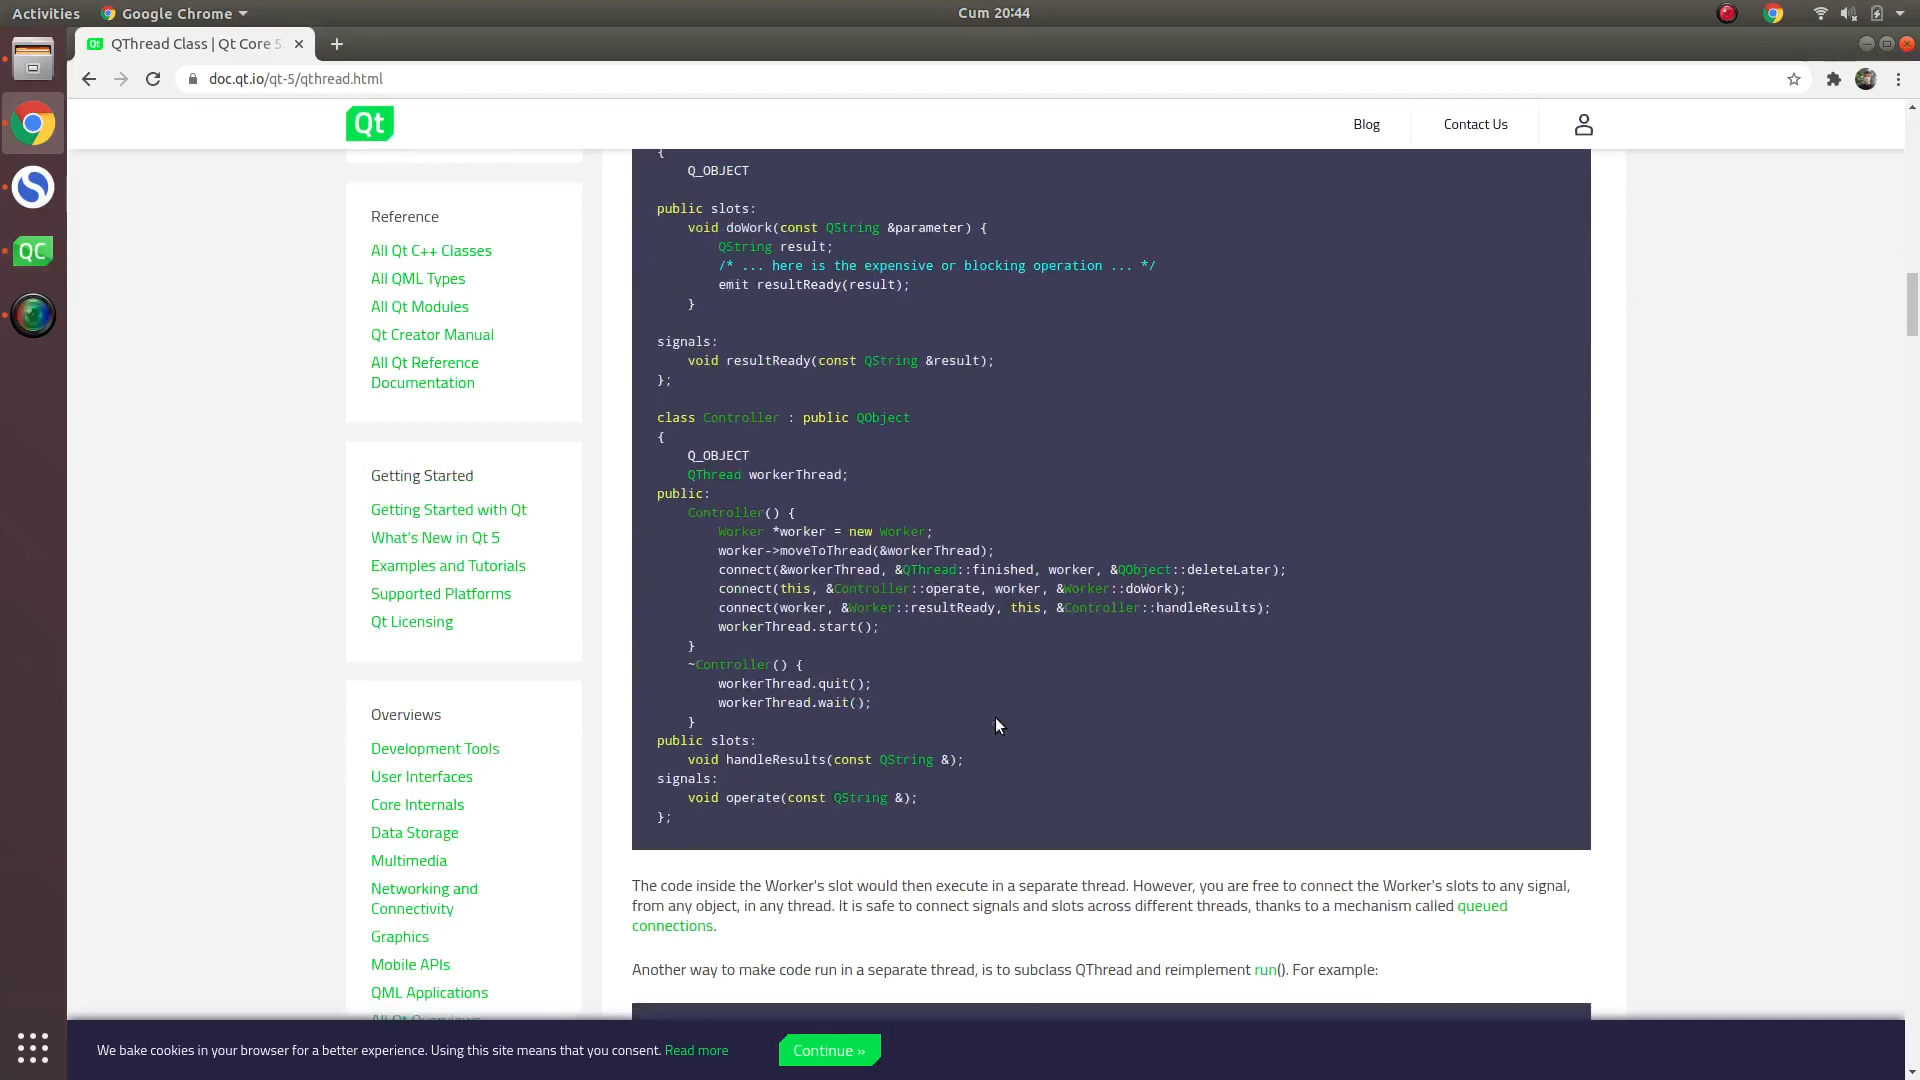 Activities
Google Chrome
Cum 20:44
QThread Class | Qt Core 5
doc.qt.io/qt-5/qthread.html
Qt
Blog
Contact Us
Reference
All Qt C++ Classes
All QML Types
All Qt Modules
Qt Creator Manual
All Qt Reference
Documentation
Getting Started
Getting Started with Qt
What's New in Qt 5
Examples and Tutorials
Supported Platforms
Qt Licensing
Overviews
Development Tools
User Interfaces
Core Internals
Data Storage
Multimedia
Networking and
Connectivity
Graphics
Mobile APIs
QML Applications
All Qt Overviews
{
Q_OBJECT
public slots:
void doWork(const QString &parameter) {
QString result;
/* ... here is the expensive or blocking operation ... */
emit resultReady(result);
}
signals:
void resultReady(const QString &result);
};
class Controller : public QObject
{
Q_OBJECT
QThread workerThread;
public:
Controller() {
Worker *worker = new Worker;
worker->moveToThread(&workerThread);
connect(&workerThread, &QThread::finished, worker, &QObject::deleteLater);
connect(this, &Controller::operate, worker, &Worker::doWork);
connect(worker, &Worker::resultReady, this, &Controller::handleResults);
workerThread.start();
}
~Controller() {
workerThread.quit();
workerThread.wait();
}
public slots:
void handleResults(const QString &);
signals:
void operate(const QString &);
};
The code inside the Worker's slot would then execute in a separate thread. However, you are free to connect the Worker's slots to any signal,
from any object, in any thread. It is safe to connect signals and slots across different threads, thanks to a mechanism called queued
connections.
Another way to make code run in a separate thread, is to subclass QThread and reimplement run(). For example:
We bake cookies in your browser for a better experience. Using this site means that you consent. Read more
Continue »
QC